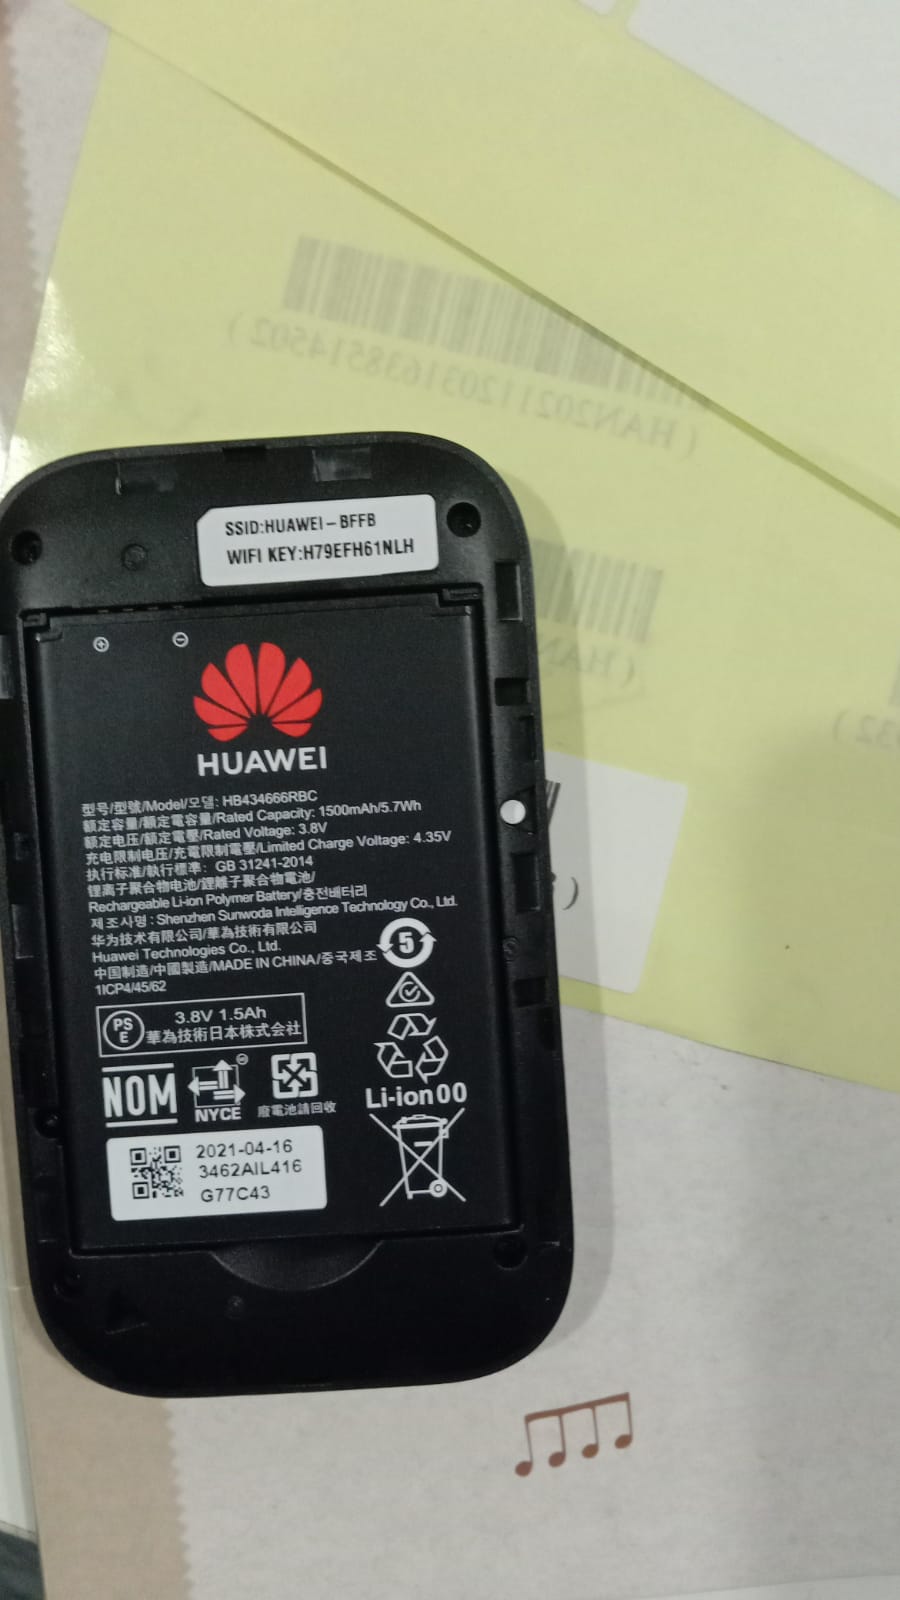 (HAN202112031638514502)
(HAN
932)
SSID:HUAWEI-BFFB
WIFI KEY:H79EFH61NLH
HUAWEI
型号/型號/Model/모델: HB434666RBC
额定容量/額定電容量/Rated Capacity: 1500mAh/5.7Wh
额定电压/額定電壓/Rated Voltage: 3.8V
充电限制电压/充電限制電壓/Limited Charge Voltage: 4.35V
执行标准/執行標準: GB 31241-2014
锂离子聚合物电池/鋰離子聚合物電池/
Rechargeable Li-ion Polymer Battery/충전배터리
제조사명: Shenzhen Sunwoda Intelligence Technology Co., Ltd.
华为技术有限公司/華為技術有限公司
Huawei Technologies Co., Ltd.
中国制造/中國製造/MADE IN CHINA/중국제조
1ICP4/45/62
5
PS
E
3.8V 1.5Ah
華為技術日本株式会社
NOM
NYCE
廢電池請回收
Li-ion 00
2021-04-16
3462AIL416
G77C43